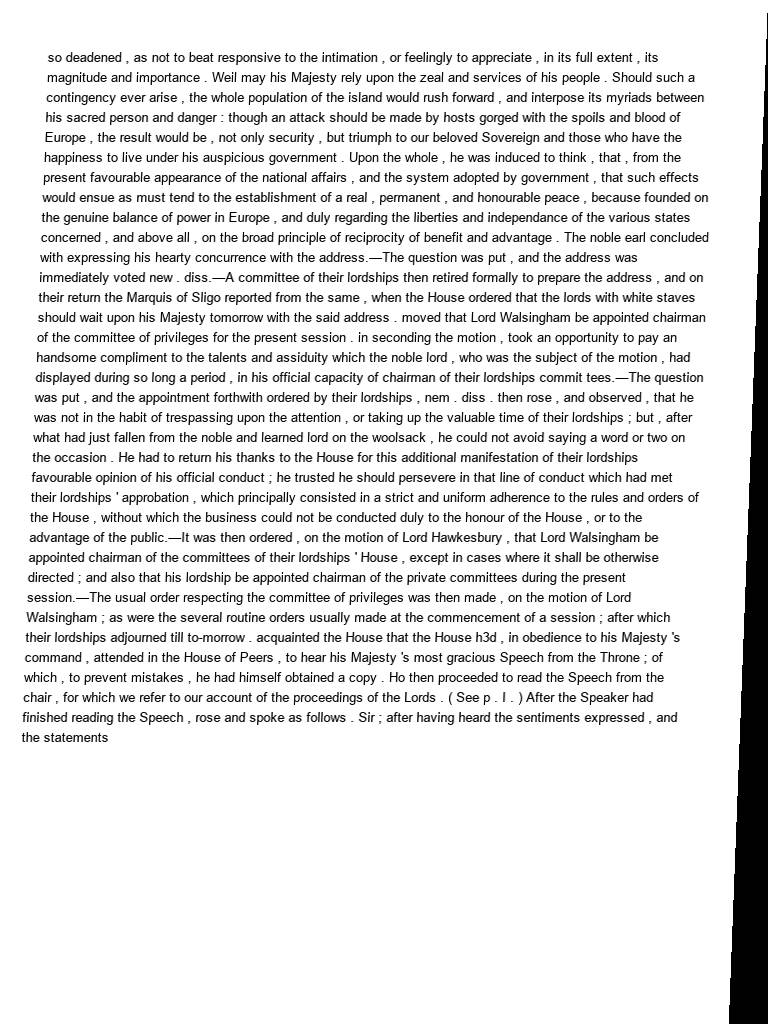 so deadened , as not to beat responsive to the intimation , or feelingly to appreciate , in its full extent , its
magnitude and importance . Weil may his Majesty rely upon the zeal and services of his people . Should such a
contingency ever arise , the whole population of the island would rush forward , and interpose its myriads between
his sacred person and danger : though an attack should be made by hosts gorged with the spoils and blood of
Europe , the result would be , not only security , but triumph to our beloved Sovereign and those who have the
happiness to live under his auspicious government . Upon the whole , he was induced to think , that , from the
present favourable appearance of the national affairs , and the system adopted by government , that such effects
would ensue as must tend to the establishment of a real , permanent , and honourable peace , because founded on
the genuine balance of power in Europe , and duly regarding the liberties and independance of the various states
concerned , and above all , on the broad principle of reciprocity of benefit and advantage . The noble earl concluded
with expressing his hearty concurrence with the address.—The question was put , and the address was
immediately voted new . diss.—A committee of their lordships then retired formally to prepare the address , and on
their return the Marquis of Sligo reported from the same , when the House ordered that the lords with white staves
should wait upon his Majesty tomorrow with the said address . moved that Lord Walsingham be appointed chairman
of the committee of privileges for the present session . in seconding the motion , took an opportunity to pay an
handsome compliment to the talents and assiduity which the noble lord , who was the subject of the motion , had
displayed during so long a period , in his official capacity of chairman of their lordships commit tees.—The question
was put , and the appointment forthwith ordered by their lordships , nem . diss . then rose , and observed , that he
was not in the habit of trespassing upon the attention , or taking up the valuable time of their lordships ; but , after
what had just fallen from the noble and learned lord on the woolsack , he could not avoid saying a word or two on
the occasion . He had to return his thanks to the House for this additional manifestation of their lordships
favourable opinion of his official conduct ; he trusted he should persevere in that line of conduct which had met
their lordships ' approbation , which principally consisted in a strict and uniform adherence to the rules and orders of
the House , without which the business could not be conducted duly to the honour of the House , or to the
advantage of the public.—It was then ordered , on the motion of Lord Hawkesbury , that Lord Walsingham be
appointed chairman of the committees of their lordships ' House , except in cases where it shall be otherwise
directed ; and also that his lordship be appointed chairman of the private committees during the present
session.—The usual order respecting the committee of privileges was then made , on the motion of Lord
Walsingham ; as were the several routine orders usually made at the commencement of a session ; after which
their lordships adjourned till to-morrow . acquainted the House that the House h3d , in obedience to his Majesty 's
command , attended in the House of Peers , to hear his Majesty 's most gracious Speech from the Throne ; of
which , to prevent mistakes , he had himself obtained a copy . Ho then proceeded to read the Speech from the
chair , for which we refer to our account of the proceedings of the Lords . ( See p . I . ) After the Speaker had
finished reading the Speech , rose and spoke as follows . Sir ; after having heard the sentiments expressed , and
the statements